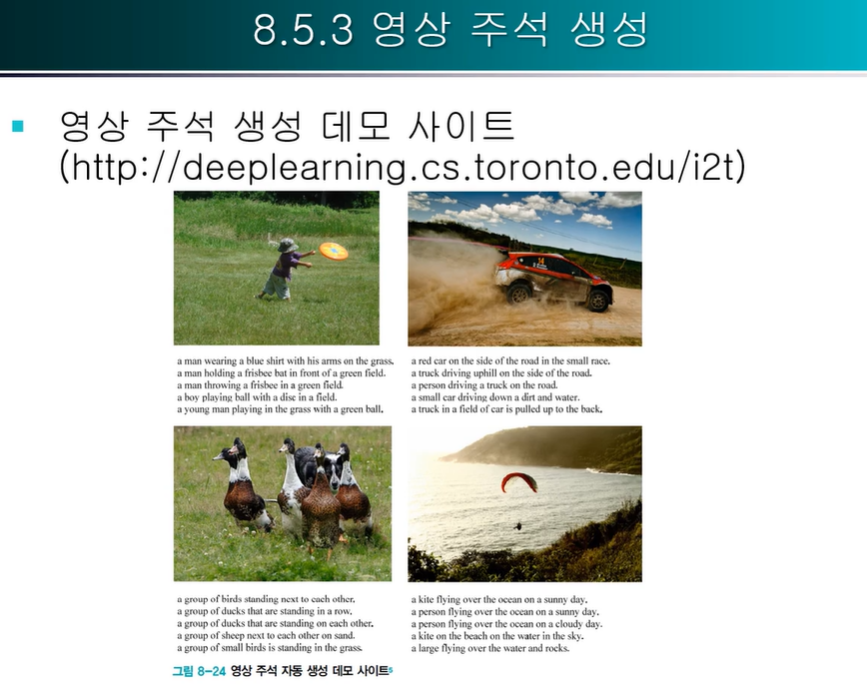 8.5.3 영상 주석 생성
영상 주석 생성 데모 사이트
(http://deeplearning.cs.toronto.edu/i2t)
a man wearing a blue shirt with his arms on the grass.
a man holding a frisbee bat in front of a green field.
a man throwing a frisbee in a green field.
a boy playing ball with a disc in a field.
a young man playing in the grass with a green ball.
a red car on the side of the road in the small race.
a truck driving uphill on the side of the road.
a person driving a truck on the road.
a small car driving down a dirt and water.
a truck in a field of car is pulled up to the back.
a group of birds standing next to each other.
a group of ducks that are standing in a row.
a group of ducks that are standing on each other.
a group of sheep next to each other on sand.
a group of small birds is standing in the grass.
a kite flying over the ocean on a sunny day.
a person flying over the ocean on a sunny day.
a person flying over the ocean on a cloudy day.
a kite on the beach on the water in the sky.
a large flying over the water and rocks.
그림 8-24 영상 주석 자동 생성 데모 사이트